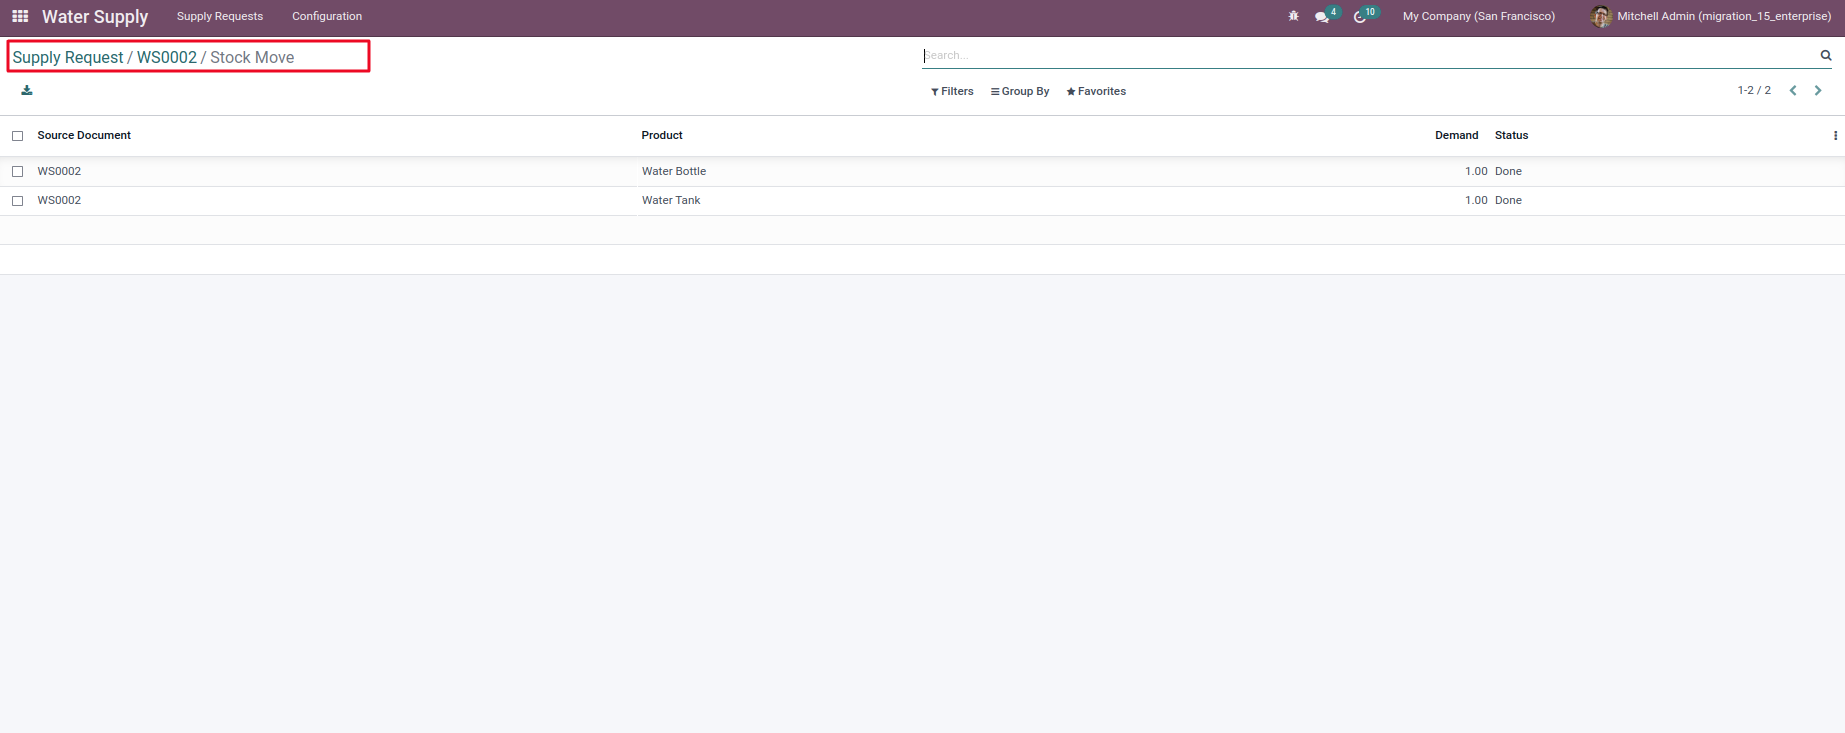 Water Supply Supply Requests Configuration 4 10 My Company (San Francisco) Mitchell Admin (migration_15_enterprise)
Supply Request / WS0002 / Stock Move Search...
Filters Group By Favorites 1-2 / 2
Source Document Product Demand Status
WS0002 Water Bottle 1.00 Done
WS0002 Water Tank 1.00 Done